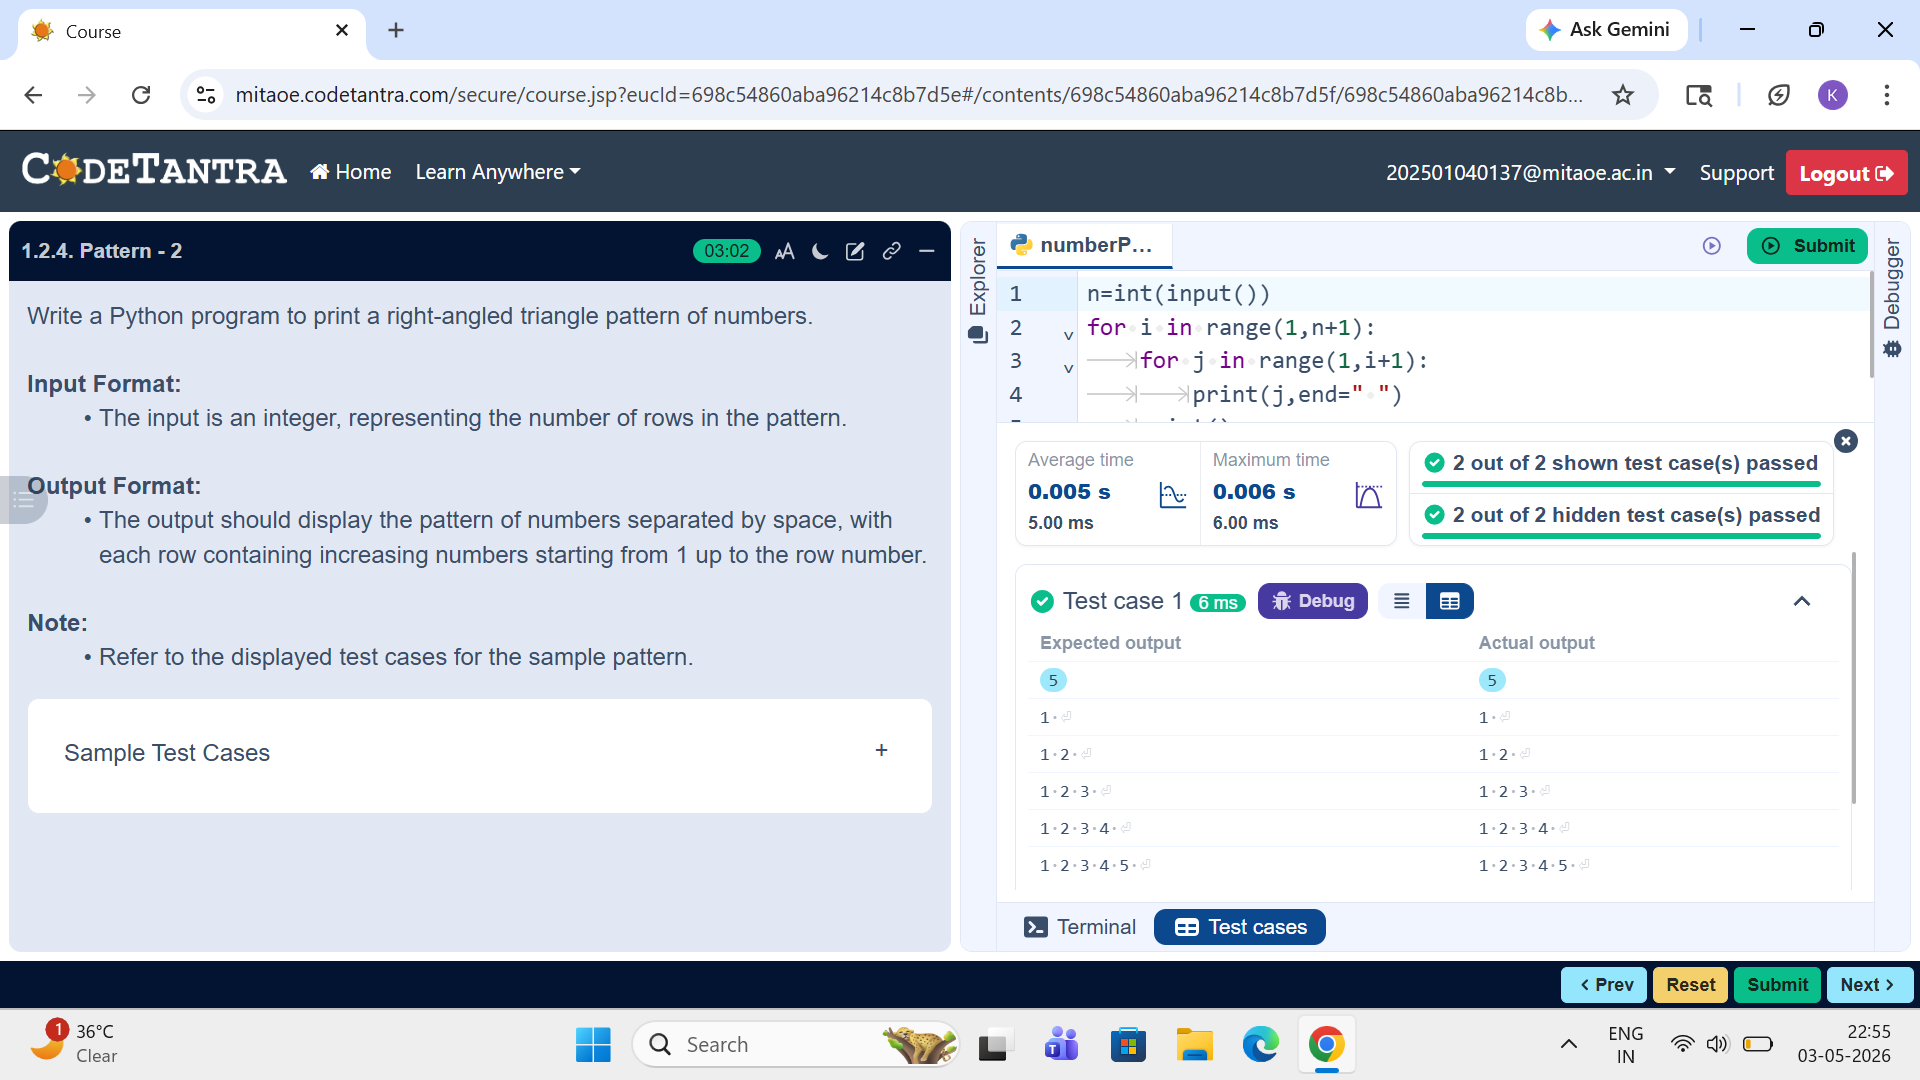 Course
Ask Gemini
mitaoe.codetantra.com/secure/course.jsp?eucId=698c54860aba96214c8b7d5e#/contents/698c54860aba96214c8b7d5f/698c54860aba96214c8b...
K
CODETANTRA
Home
Learn Anywhere
202501040137@mitaoe.ac.in
Support
Logout
1.2.4. Pattern - 2
03:02
AA
Write a Python program to print a right-angled triangle pattern of numbers.
Input Format:
• The input is an integer, representing the number of rows in the pattern.
Output Format:
• The output should display the pattern of numbers separated by space, with
each row containing increasing numbers starting from 1 up to the row number.
Note:
• Refer to the displayed test cases for the sample pattern.
Sample Test Cases
+
Explorer
numberP...
Submit
Debugger
1 n=int(input())
2 for i in range(1,n+1):
3 for j in range(1,i+1):
4 print(j,end=" ")
Average time
0.005 s
5.00 ms
Maximum time
0.006 s
6.00 ms
2 out of 2 shown test case(s) passed
2 out of 2 hidden test case(s) passed
Test case 1 6 ms Debug
Expected output Actual output
5 5
1· 1·
1·2· 1·2·
1·2·3· 1·2·3·
1·2·3·4· 1·2·3·4·
1·2·3·4·5· 1·2·3·4·5·
Terminal
Test cases
< Prev
Reset
Submit
Next >
1
36°C
Clear
Search
ENG
IN
22:55
03-05-2026